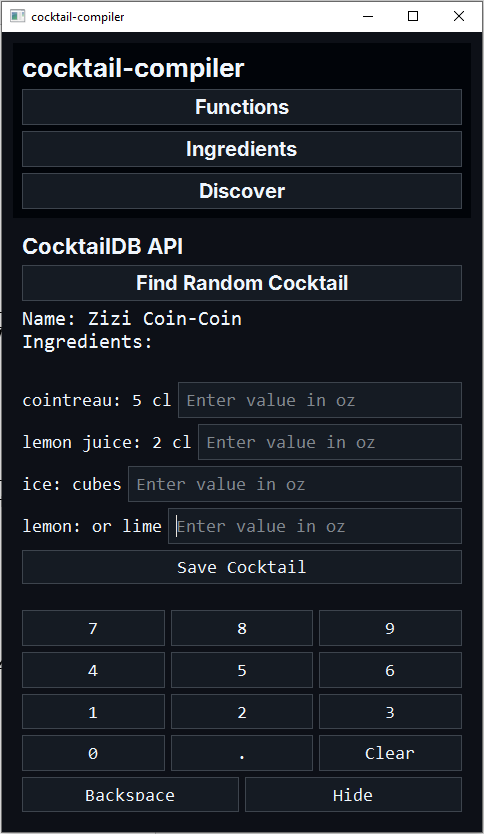 cocktail-compiler
cocktail-compiler
Functions
Ingredients
Discover
CocktailDB API
Find Random Cocktail
Name: Zizi Coin-Coin
Ingredients:
cointreau: 5 cl Enter value in oz
lemon juice: 2 cl Enter value in oz
ice: cubes Enter value in oz
lemon: or lime Enter value in oz
Save Cocktail
7 8 9
4 5 6
1 2 3
0 . Clear
Backspace Hide